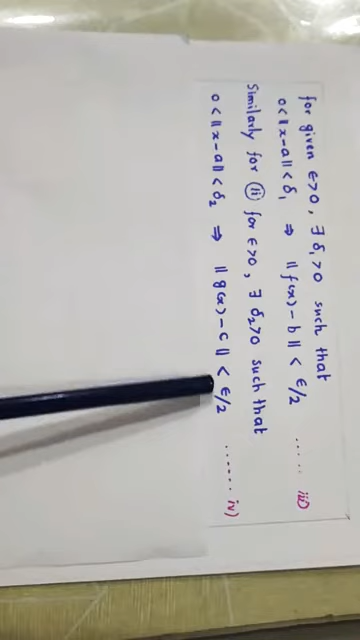 for given ϵ>0, ∃ δ₁>0 such that
0<||x-a||<δ₁ ⇒ ||f(x)-b||<ϵ/2 ..... iii)
Similarly for (ii) for ϵ>0, ∃ δ₂>0 such that
0<||x-a||<δ₂ ⇒ ||g(x)-c||<ϵ/2 ...... iv)